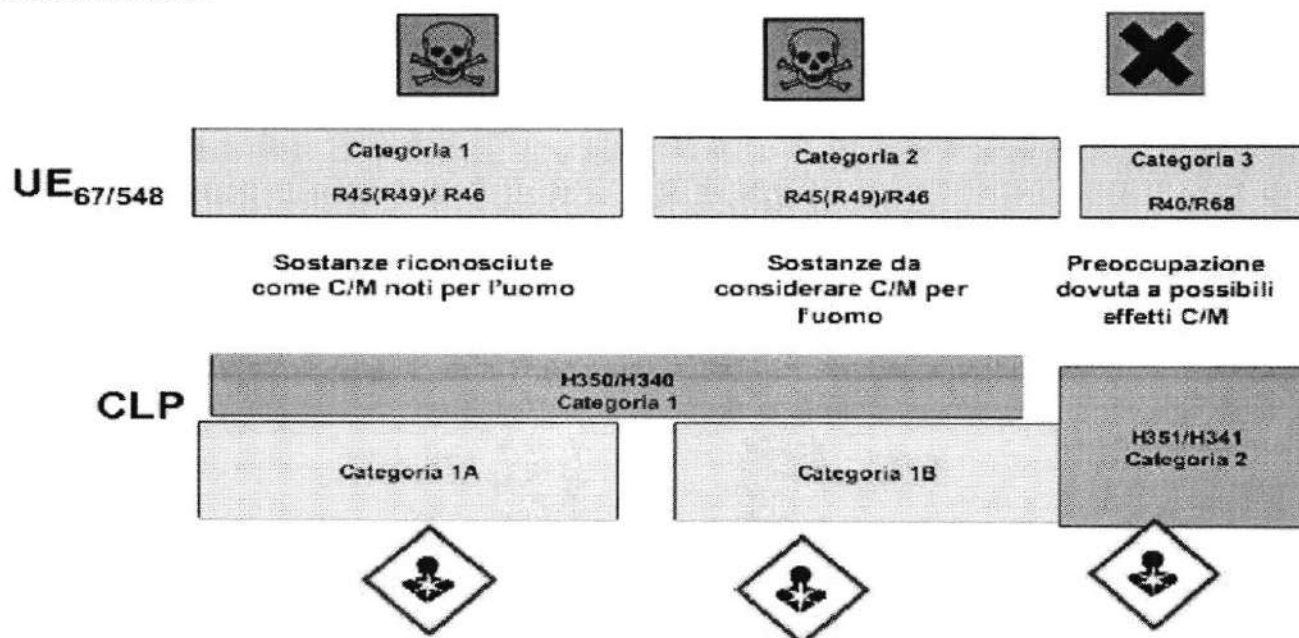 Categoria 1
Categoria 2
Categoria 3
UE67/548
R45(R49)/ R46
R45(R49)/R46
R40/R68
Sostanze riconosciute
come C/M noti per l'uomo
Sostanze da
considerare C/M per
l'uomo
Preoccupazione
dovuta a possibili
effetti C/M
CLP
H350/H340
Categoria 1
Categoria 1A
Categoria 1B
H351/H341
Categoria 2